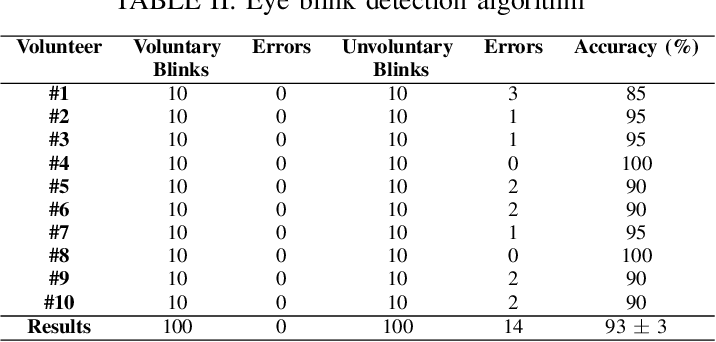 TABLE II: Eye blink detection algorithm
Volunteer Voluntary Errors Unvoluntary Errors Accuracy (%)
Blinks Blinks
#1 10 0 10 3 85
#2 10 0 10 1 95
#3 10 0 10 1 95
#4 10 0 10 0 100
#5 10 0 10 2 90
#6 10 0 10 2 90
#7 10 0 10 1 95
#8 10 0 10 0 100
#9 10 0 10 2 90
#10 10 0 10 2 90
Results 100 0 100 14 93 ± 3